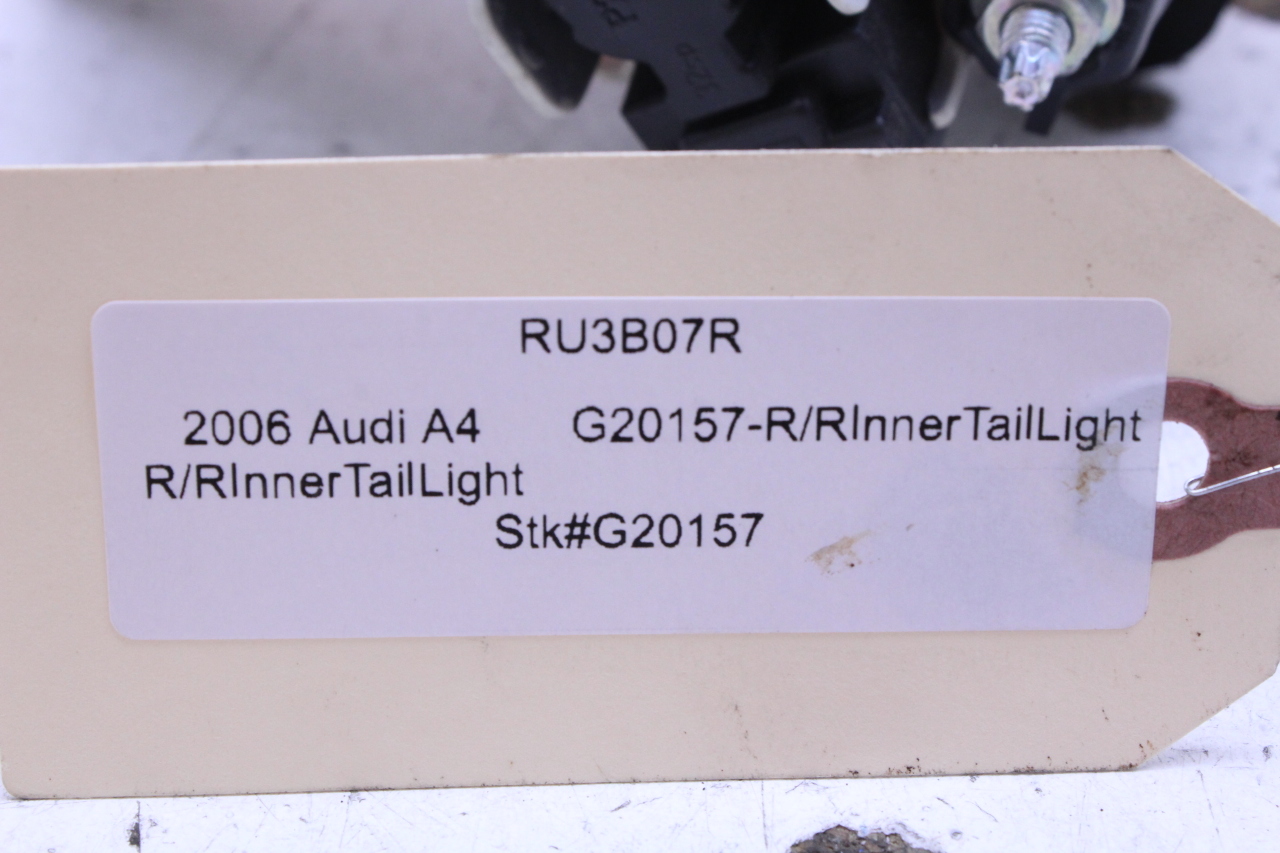 RU3B07R
2006 Audi A4 G20157-R/RInnerTailLight
R/RInnerTailLight
Stk#G20157